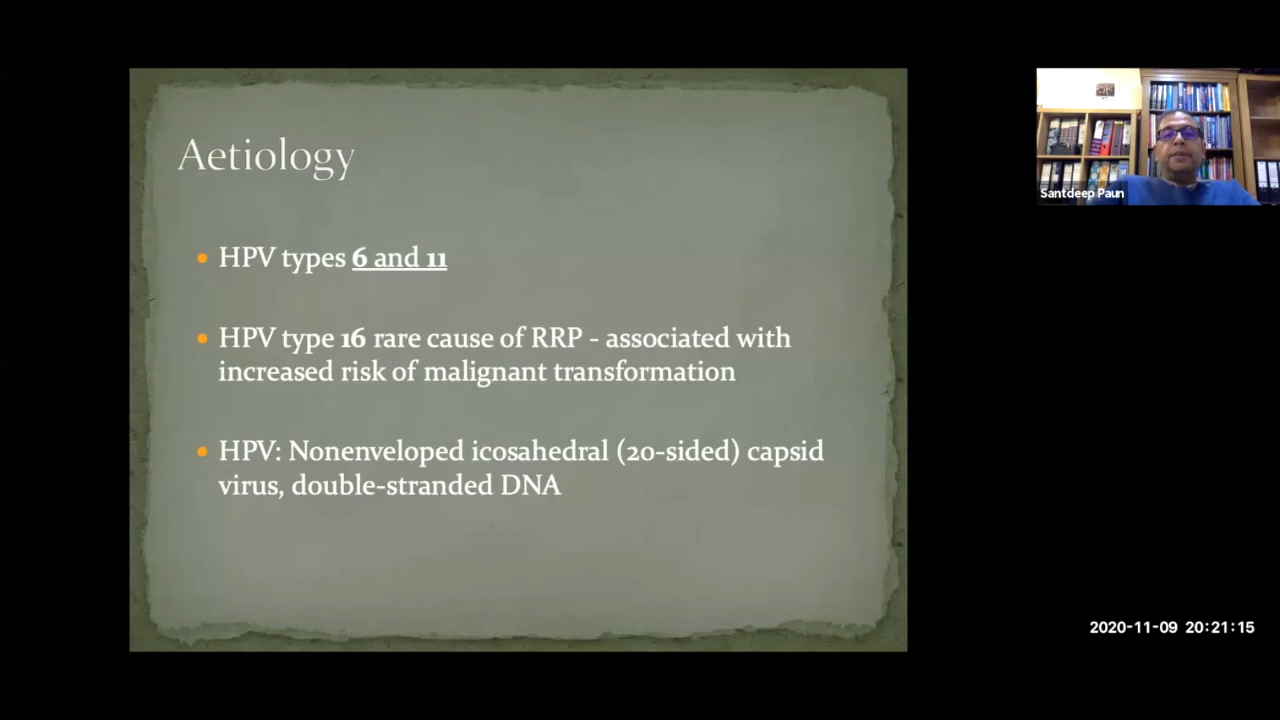 Aetiology
• HPV types 6 and 11
• HPV type 16 rare cause of RRP - associated with
increased risk of malignant transformation
• HPV: Nonenveloped icosahedral (20-sided) capsid
virus, double-stranded DNA
Santdeep Paun
2020-11-09 20:21:15